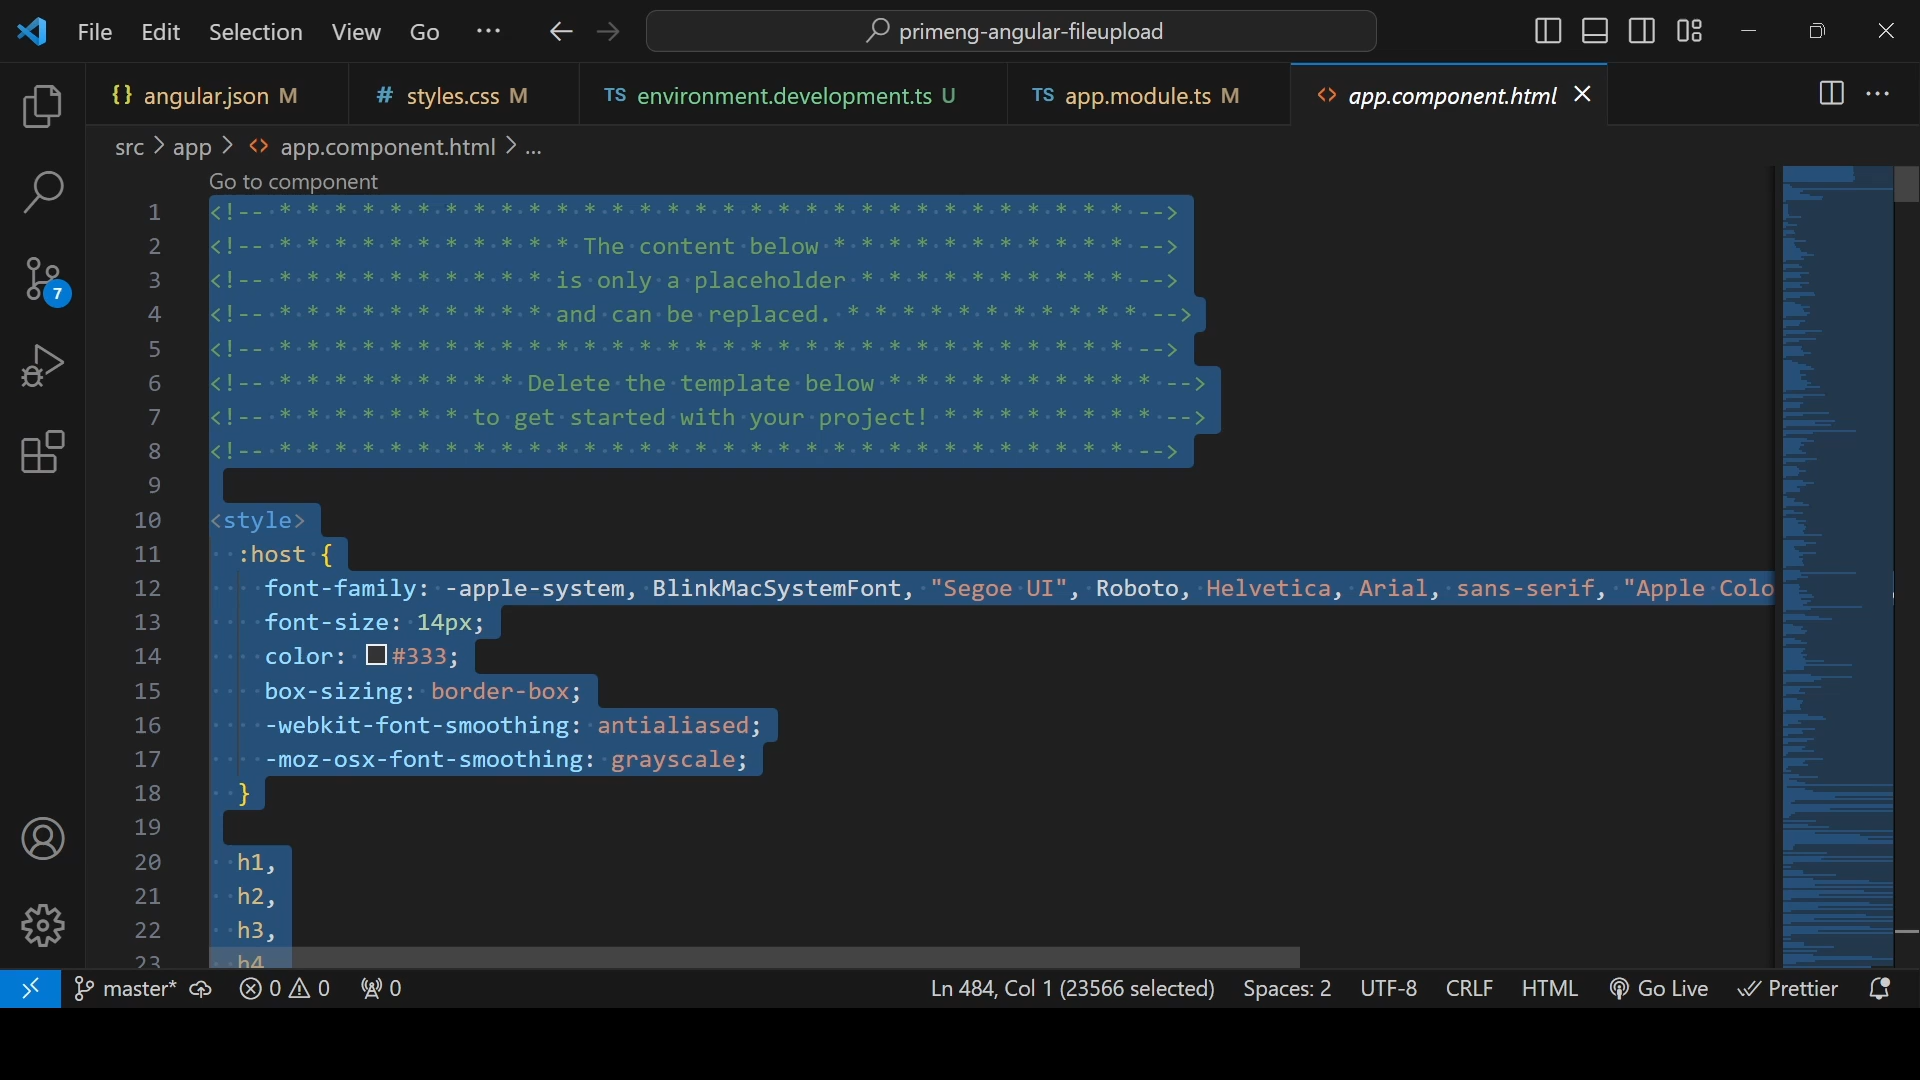 File Edit Selection View Go ··· primeng-angular-fileupload
{} angular.json M # styles.css M TS environment.development.ts U TS app.module.ts M <> app.component.html
src > app > <> app.component.html > ...
Go to component
1 <!-- * * * * * * * * * * * * * * * * * * * * * * * * * * * * * * * -->
2 <!-- * * * * * * * * * * * The content below * * * * * * * * * * * -->
3 <!-- * * * * * * * * * * is only a placeholder * * * * * * * * * * -->
4 <!-- * * * * * * * * * * and can be replaced. * * * * * * * * * * * -->
5 <!-- * * * * * * * * * * * * * * * * * * * * * * * * * * * * * * * -->
6 <!-- * * * * * * * * * Delete the template below * * * * * * * * * * -->
7 <!-- * * * * * * * to get started with your project! * * * * * * * * -->
8 <!-- * * * * * * * * * * * * * * * * * * * * * * * * * * * * * * * -->
9
10 <style>
11 :host {
12 font-family: -apple-system, BlinkMacSystemFont, "Segoe UI", Roboto, Helvetica, Arial, sans-serif, "Apple Colo
13 font-size: 14px;
14 color: #333;
15 box-sizing: border-box;
16 -webkit-font-smoothing: antialiased;
17 -moz-osx-font-smoothing: grayscale;
18 }
19
20 h1,
21 h2,
22 h3,
23 h4
7
master* 0 0 0 Ln 484, Col 1 (23566 selected) Spaces: 2 UTF-8 CRLF HTML Go Live Prettier